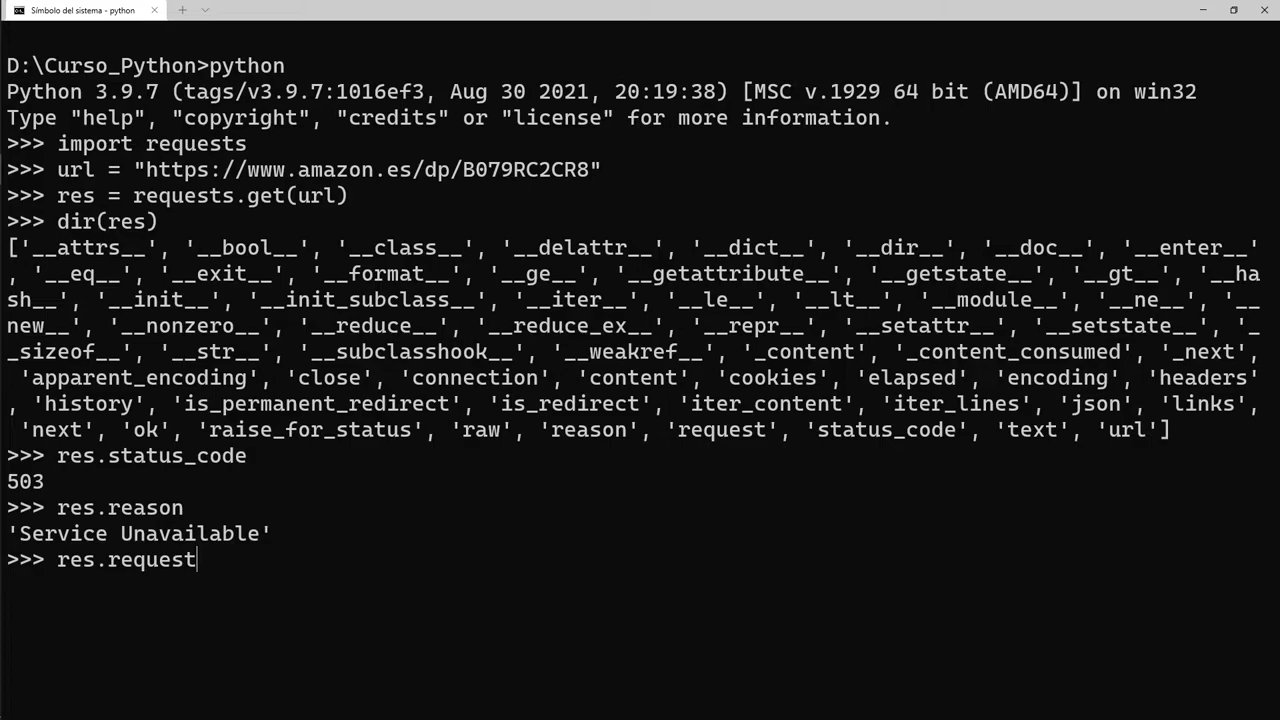 Símbolo del sistema - python
D:\Curso_Python>python
Python 3.9.7 (tags/v3.9.7:1016ef3, Aug 30 2021, 20:19:38) [MSC v.1929 64 bit (AMD64)] on win32
Type "help", "copyright", "credits" or "license" for more information.
>>> import requests
>>> url = "https://www.amazon.es/dp/B079RC2CR8"
>>> res = requests.get(url)
>>> dir(res)
['__attrs__', '__bool__', '__class__', '__delattr__', '__dict__', '__dir__', '__doc__', '__enter__'
, '__eq__', '__exit__', '__format__', '__ge__', '__getattribute__', '__getstate__', '__gt__', '__ha
sh__', '__init__', '__init_subclass__', '__iter__', '__le__', '__lt__', '__module__', '__ne__', '__
new__', '__nonzero__', '__reduce__', '__reduce_ex__', '__repr__', '__setattr__', '__setstate__', '_
_sizeof__', '__str__', '__subclasshook__', '__weakref__', '_content', '_content_consumed', '_next',
 'apparent_encoding', 'close', 'connection', 'content', 'cookies', 'elapsed', 'encoding', 'headers'
, 'history', 'is_permanent_redirect', 'is_redirect', 'iter_content', 'iter_lines', 'json', 'links',
 'next', 'ok', 'raise_for_status', 'raw', 'reason', 'request', 'status_code', 'text', 'url']
>>> res.status_code
503
>>> res.reason
'Service Unavailable'
>>> res.request